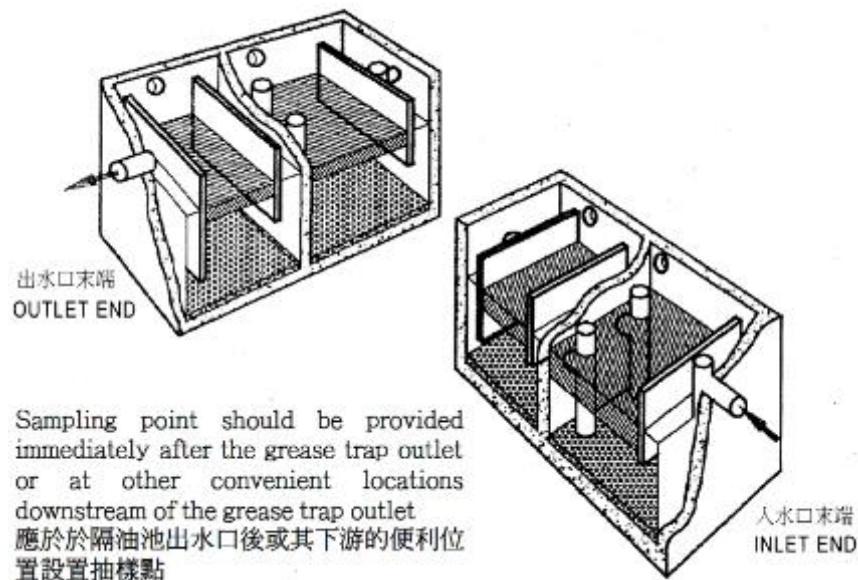 出水口末端
OUTLET END
Sampling point should be provided
immediately after the grease trap outlet
or at other convenient locations
downstream of the grease trap outlet
應於於隔油池出水口後或其下游的便利位
置設置抽樣點
入水口末端
INLET END